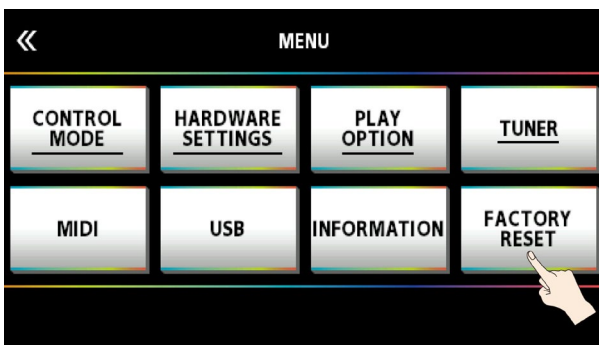 MENU
CONTROL
MODE
HARDWARE
SETTINGS
PLAY
OPTION
TUNER
MIDI
USB
INFORMATION
FACTORY
RESET